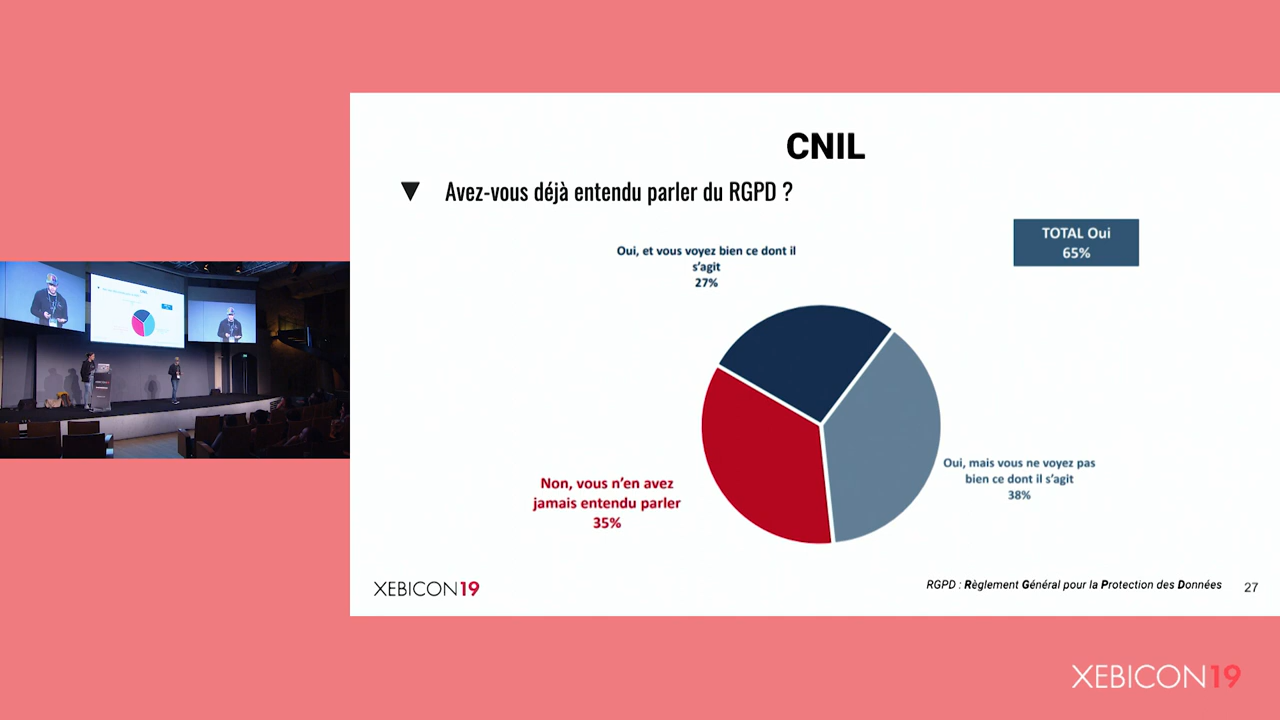 CNIL
▼ Avez-vous déjà entendu parler du RGPD ?
TOTAL Oui
65%
Oui, et vous voyez bien ce dont il
s'agit
27%
Oui, mais vous ne voyez pas
bien ce dont il s'agit
38%
Non, vous n'en avez
jamais entendu parler
35%
XEBICON19
RGPD : Règlement Général pour la Protection des Données
27
XEBICON19